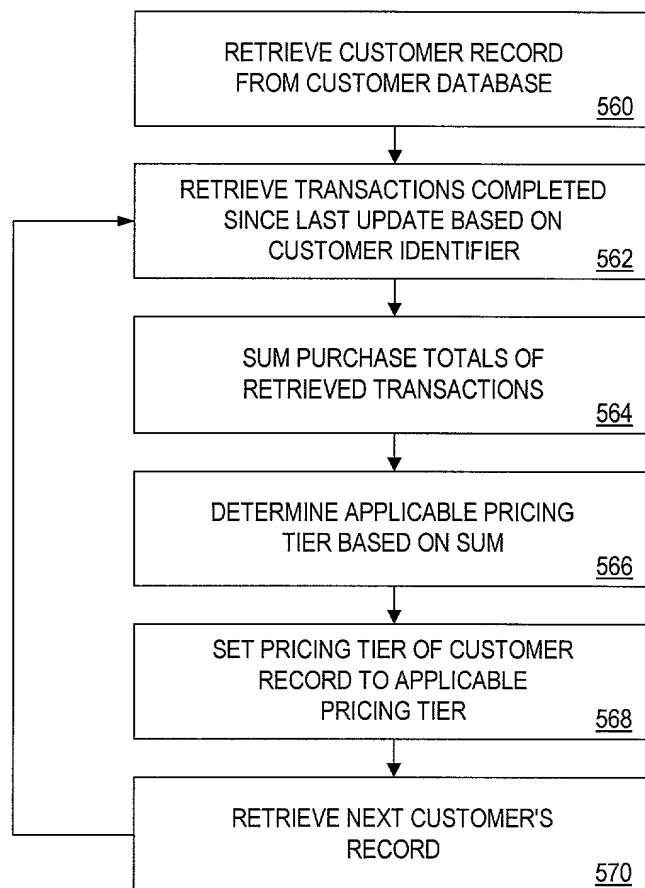 RETRIEVE CUSTOMER RECORD
FROM CUSTOMER DATABASE
560
RETRIEVE TRANSACTIONS COMPLETED
SINCE LAST UPDATE BASED ON
CUSTOMER IDENTIFIER
562
SUM PURCHASE TOTALS OF
RETRIEVED TRANSACTIONS
564
DETERMINE APPLICABLE PRICING
TIER BASED ON SUM
566
SET PRICING TIER OF CUSTOMER
RECORD TO APPLICABLE
PRICING TIER
568
RETRIEVE NEXT CUSTOMER'S
RECORD
570